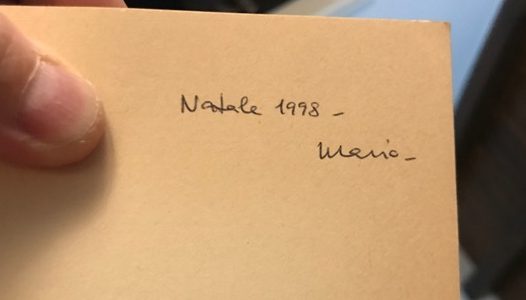 Natale 1998 -
Mario -